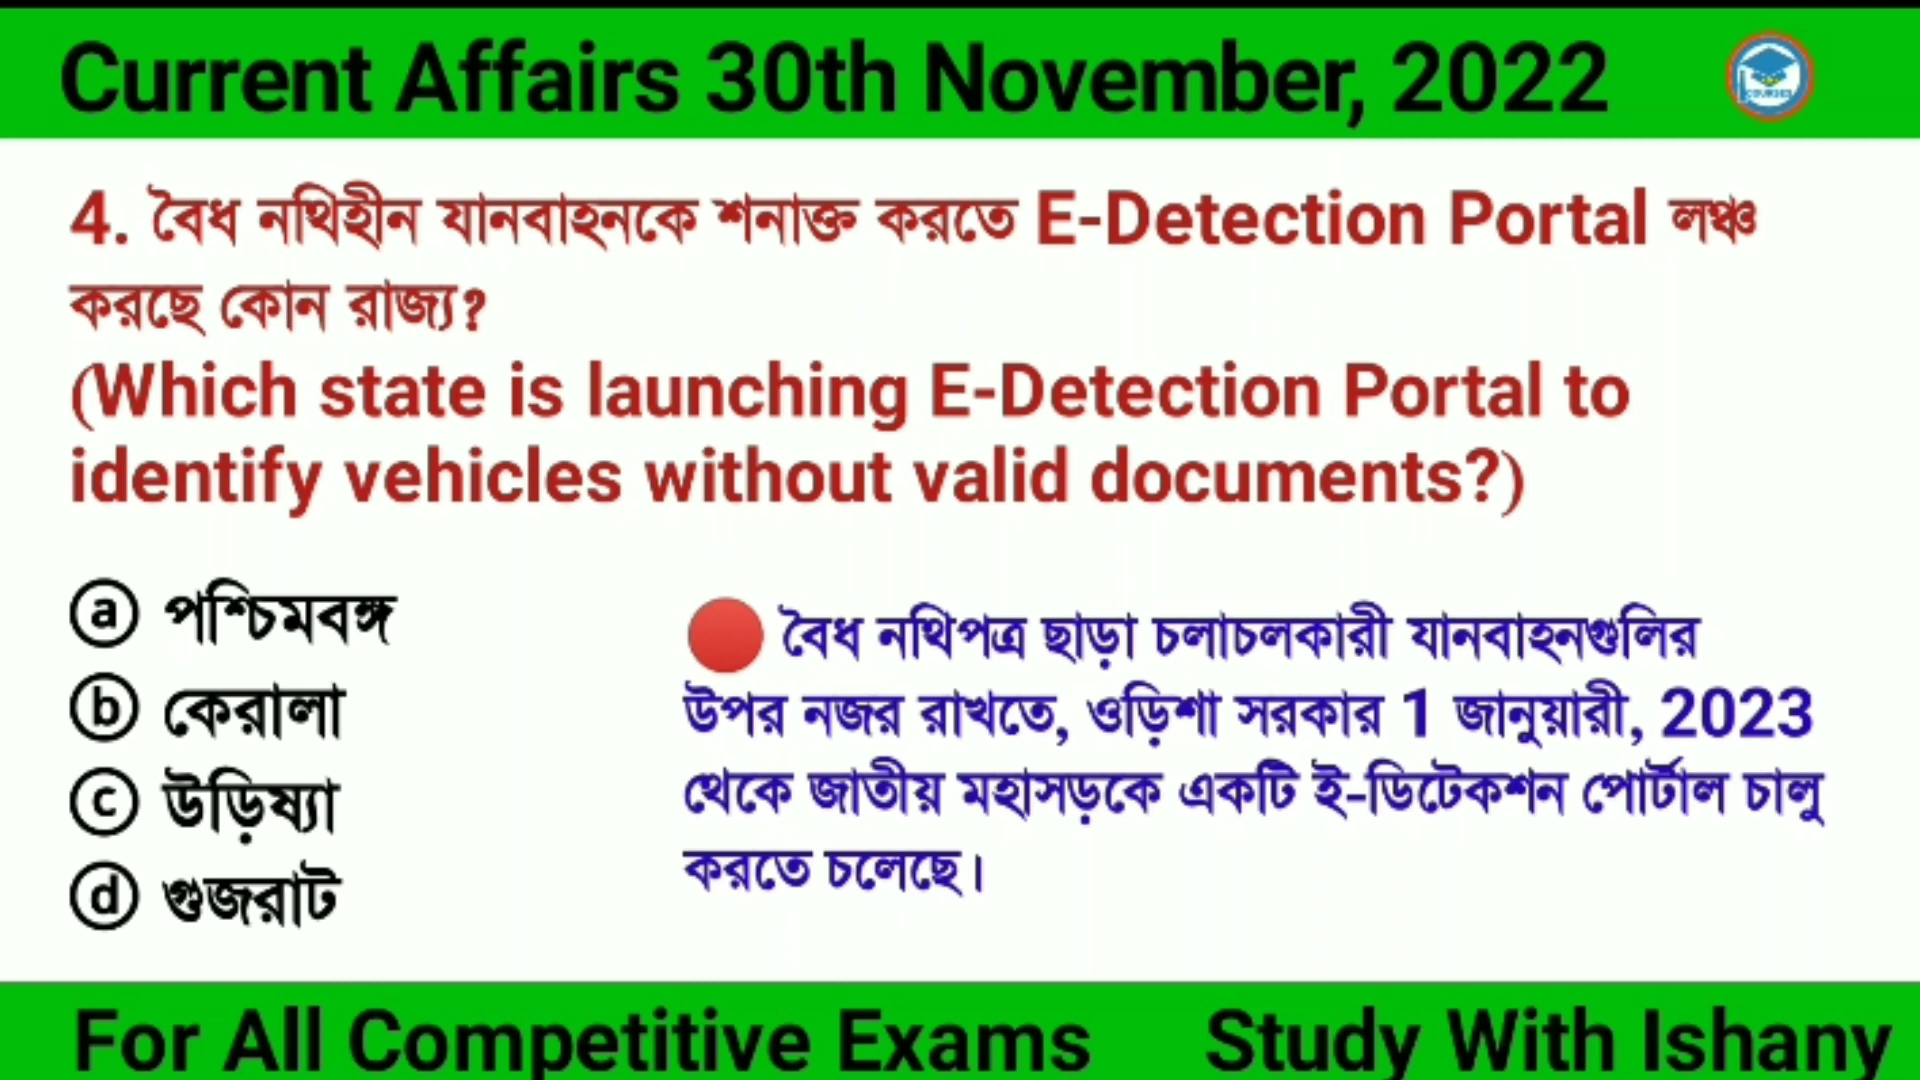 Current Affairs 30th November, 2022
COURSES
4. বৈধ নথিহীন যানবাহনকে শনাক্ত করতে E-Detection Portal লঞ্চ
করছে কোন রাজ্য?
(Which state is launching E-Detection Portal to
identify vehicles without valid documents?)
ⓐ পশ্চিমবঙ্গ
ⓑ কেরালা
ⓒ উড়িষ্যা
ⓓ গুজরাট
🔴 বৈধ নথিপত্র ছাড়া চলাচলকারী যানবাহনগুলির
উপর নজর রাখতে, ওড়িশা সরকার 1 জানুয়ারী, 2023
থেকে জাতীয় মহাসড়কে একটি ই-ডিটেকশন পোর্টাল চালু
করতে চলেছে।
For All Competitive Exams Study With Ishany